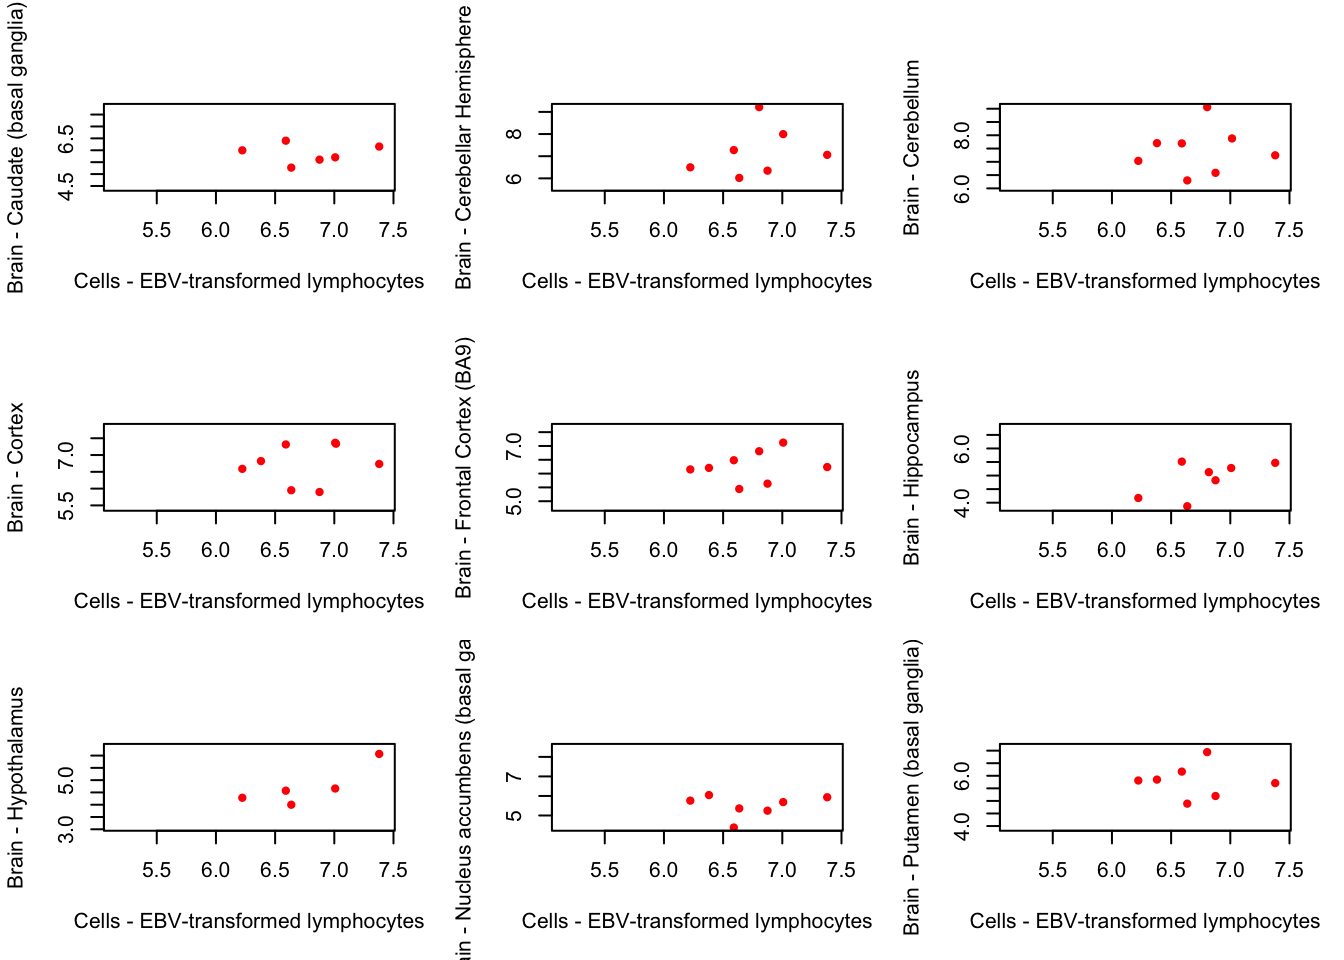 Brain - Caudate (basal ganglia)
6.5
4.5
5.5 6.0 6.5 7.0 7.5
Cells - EBV-transformed lymphocytes
Brain - Cerebellar Hemisphere
8
6
5.5 6.0 6.5 7.0 7.5
Cells - EBV-transformed lymphocytes
Brain - Cerebellum
8.0
6.0
5.5 6.0 6.5 7.0 7.5
Cells - EBV-transformed lymphocytes
Brain - Cortex
7.0
5.5
5.5 6.0 6.5 7.0 7.5
Cells - EBV-transformed lymphocytes
Brain - Frontal Cortex (BA9)
7.0
5.0
5.5 6.0 6.5 7.0 7.5
Cells - EBV-transformed lymphocytes
Brain - Hippocampus
6.0
4.0
5.5 6.0 6.5 7.0 7.5
Cells - EBV-transformed lymphocytes
Brain - Hypothalamus
5.0
3.0
5.5 6.0 6.5 7.0 7.5
Cells - EBV-transformed lymphocytes
ain - Nucleus accumbens (basal ga
7
5
5.5 6.0 6.5 7.0 7.5
Cells - EBV-transformed lymphocytes
Brain - Putamen (basal ganglia)
6.0
4.0
5.5 6.0 6.5 7.0 7.5
Cells - EBV-transformed lymphocytes